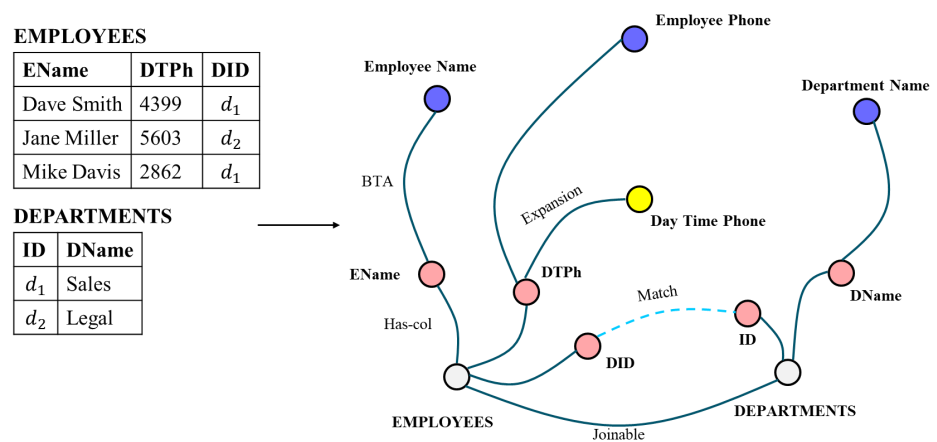 EMPLOYEES
EName DTPh DID
Dave Smith 4399 d₁
Jane Miller 5603 d₂
Mike Davis 2862 d₁
DEPARTMENTS
ID DName
d₁ Sales
d₂ Legal
Employee Phone
Employee Name
Department Name
BTA
Expansion
Day Time Phone
EName
DTPh
DName
Match
Has-col
ID
DID
EMPLOYEES
DEPARTMENTS
Joinable